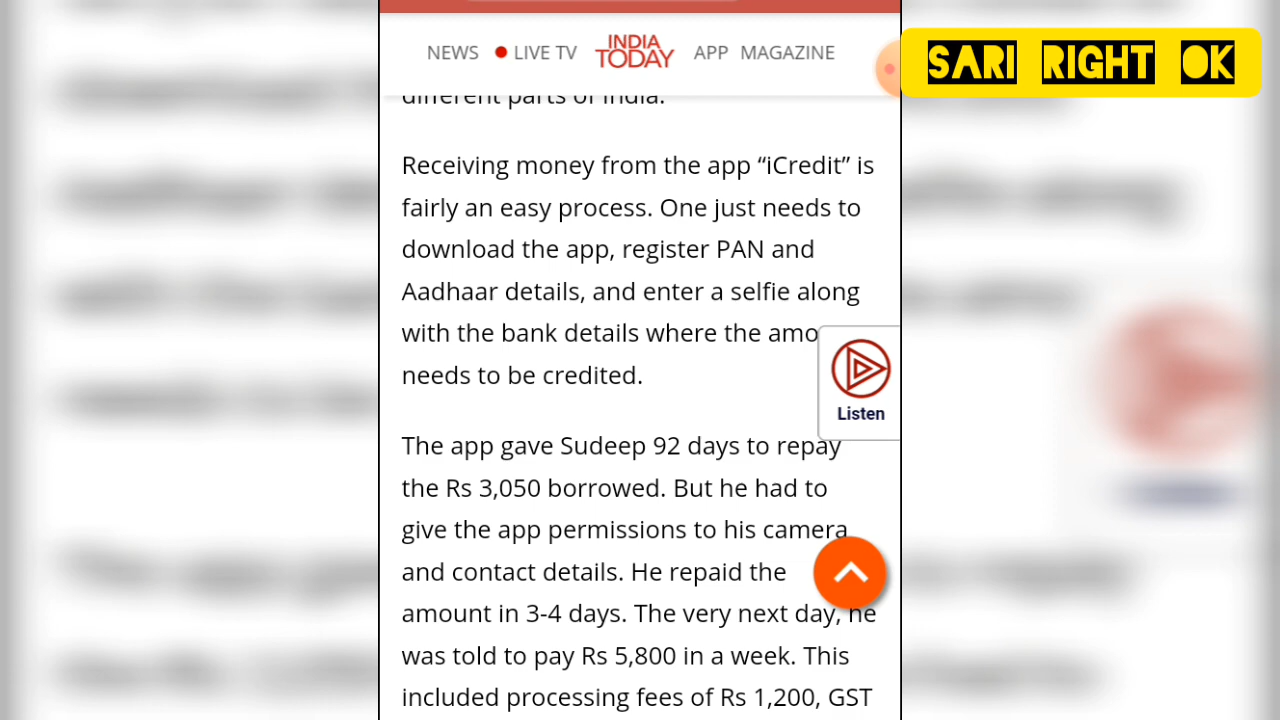 NEWS LIVE TV INDIA TODAY APP MAGAZINE
SARI RIGHT OK
different parts of India.
Receiving money from the app “iCredit” is
fairly an easy process. One just needs to
download the app, register PAN and
Aadhaar details, and enter a selfie along
with the bank details where the amo
needs to be credited.
Listen
The app gave Sudeep 92 days to repay
the Rs 3,050 borrowed. But he had to
give the app permissions to his camera
and contact details. He repaid the
amount in 3-4 days. The very next day, he
was told to pay Rs 5,800 in a week. This
included processing fees of Rs 1,200, GST